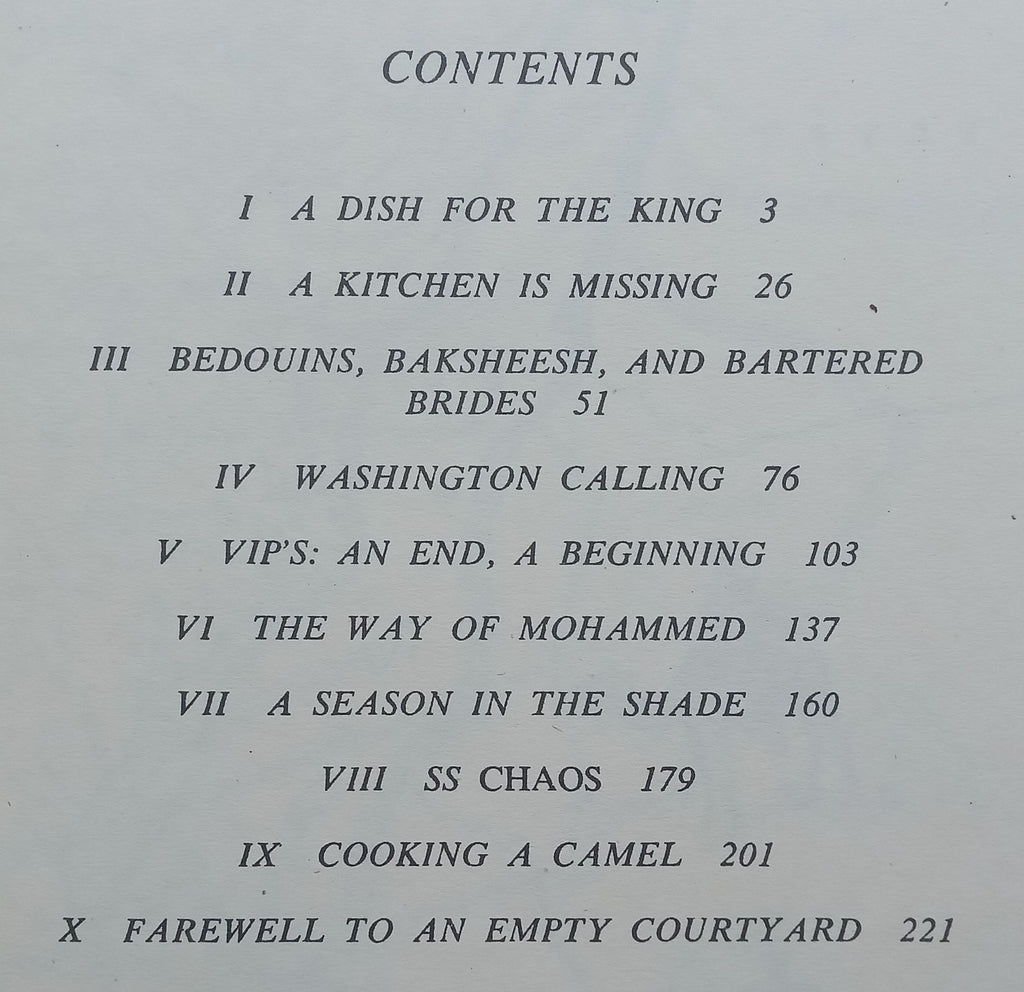 CONTENTS
I A DISH FOR THE KING 3
II A KITCHEN IS MISSING 26
III BEDOUINS, BAKSHEESH, AND BARTERED
BRIDES 51
IV WASHINGTON CALLING 76
V VIP'S: AN END, A BEGINNING 103
VI THE WAY OF MOHAMMED 137
VII A SEASON IN THE SHADE 160
VIII SS CHAOS 179
IX COOKING A CAMEL 201
X FAREWELL TO AN EMPTY COURTYARD 221